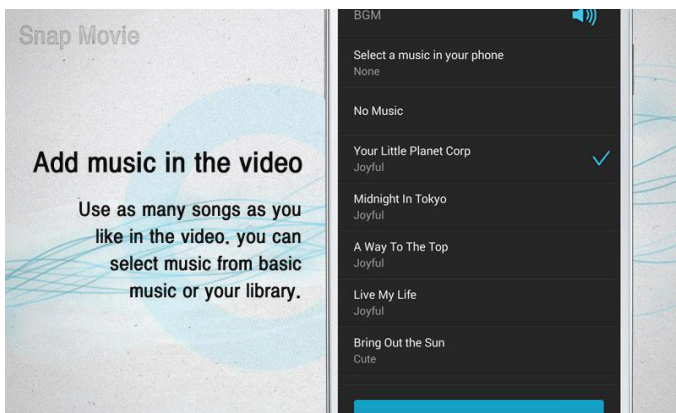 Snap Movie
Add music in the video
Use as many songs as you
like in the video. you can
select music from basic
music or your library.
BGM
Select a music in your phone
None
No Music
Your Little Planet Corp
Joyful
Midnight In Tokyo
Joyful
A Way To The Top
Joyful
Live My Life
Joyful
Bring Out the Sun
Cute